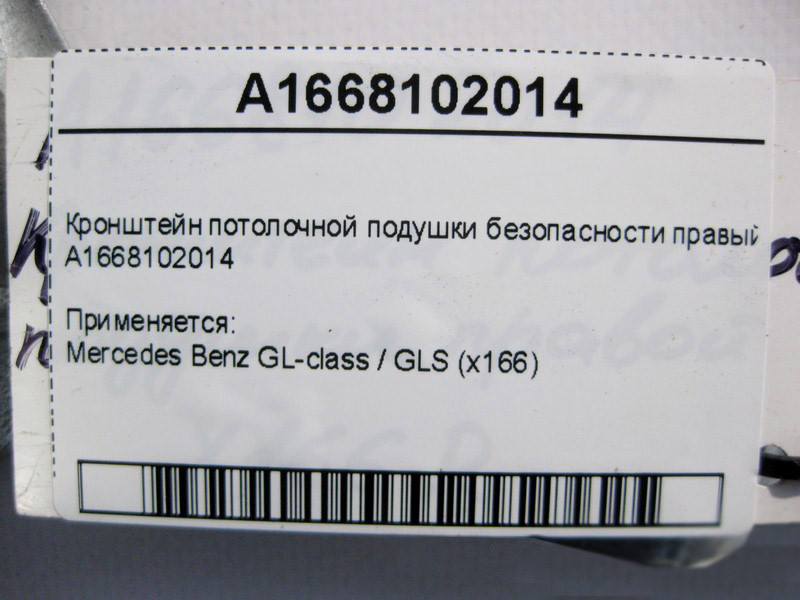 A1668102014
Кронштейн потолочной подушки безопасности правый
A1668102014
Применяется:
Mercedes Benz GL-class / GLS (x166)